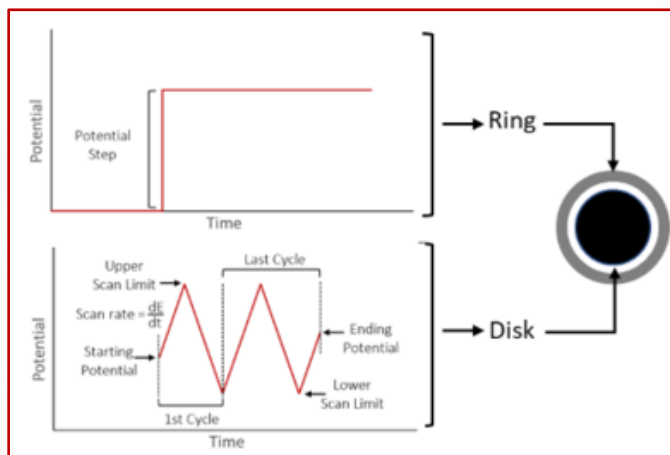 Potential
Potential
Step
Time
Ring
Potential
Upper
Scan Limit
Last Cycle
Scan rate = dE
dt
Starting
Potential
Ending
Potential
Lower
Scan Limit
1st Cycle
Time
Disk